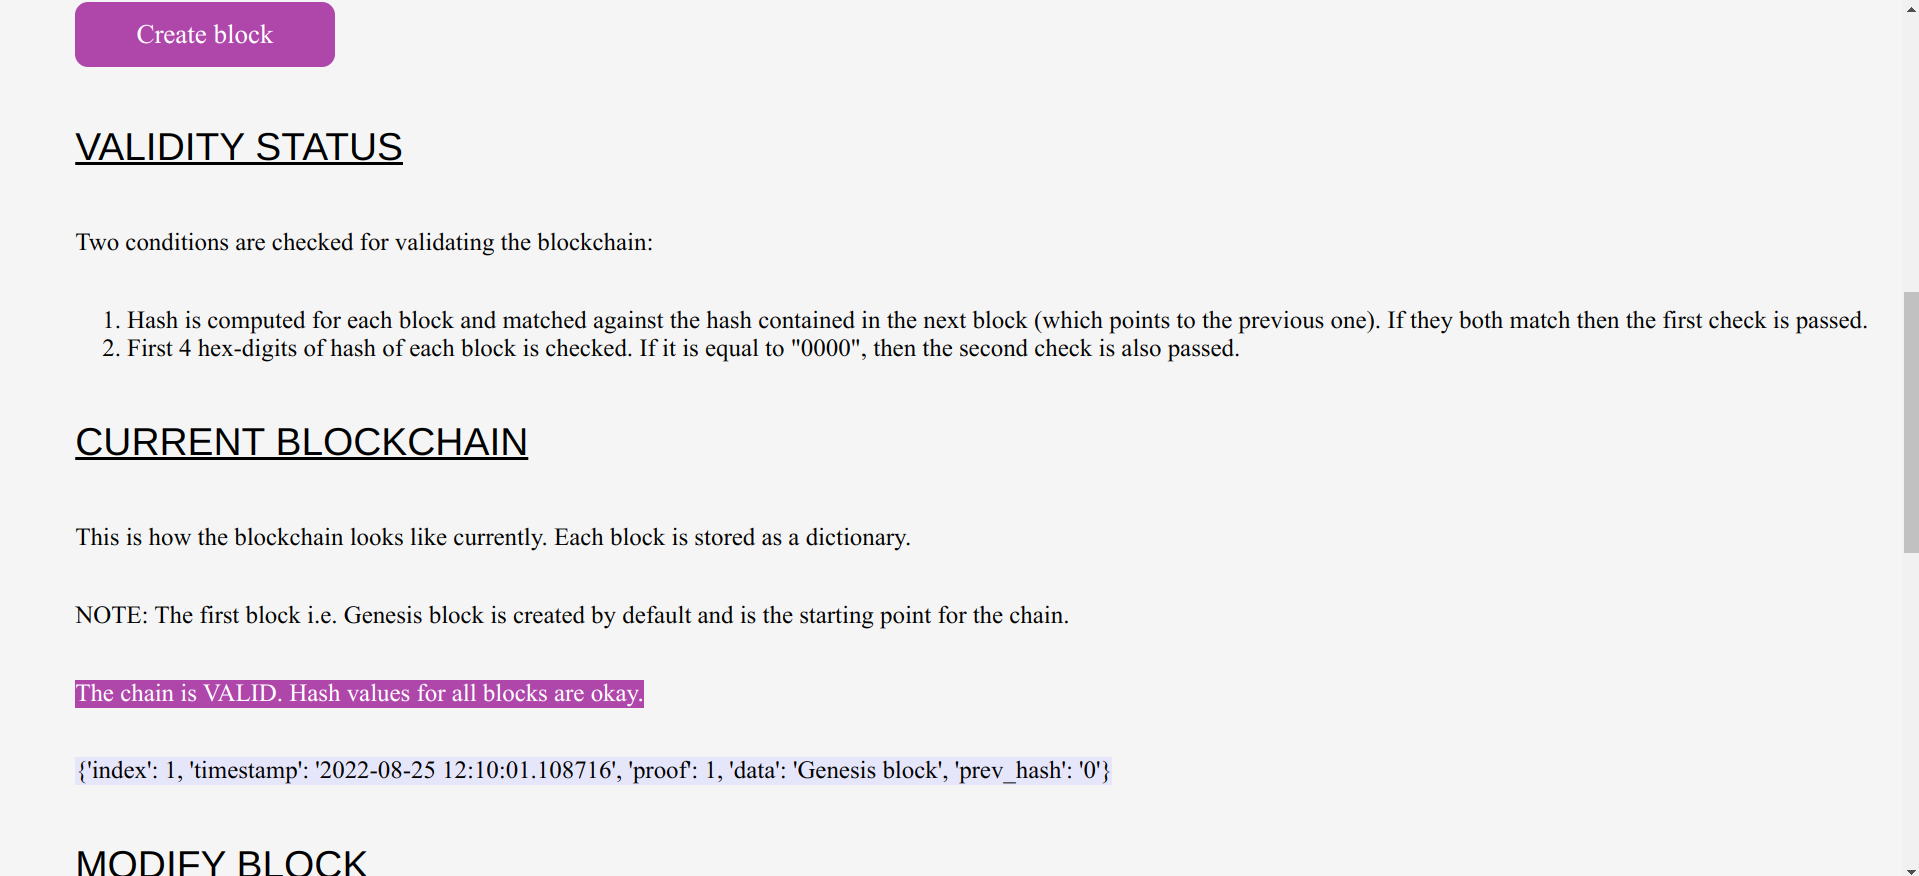 Create block
VALIDITY STATUS
Two conditions are checked for validating the blockchain:
1. Hash is computed for each block and matched against the hash contained in the next block (which points to the previous one). If they both match then the first check is passed.
2. First 4 hex-digits of hash of each block is checked. If it is equal to "0000", then the second check is also passed.
CURRENT BLOCKCHAIN
This is how the blockchain looks like currently. Each block is stored as a dictionary.
NOTE: The first block i.e. Genesis block is created by default and is the starting point for the chain.
The chain is VALID. Hash values for all blocks are okay.
{'index': 1, 'timestamp': '2022-08-25 12:10:01.108716', 'proof': 1, 'data': 'Genesis block', 'prev_hash': '0'}
MODIFY BLOCK